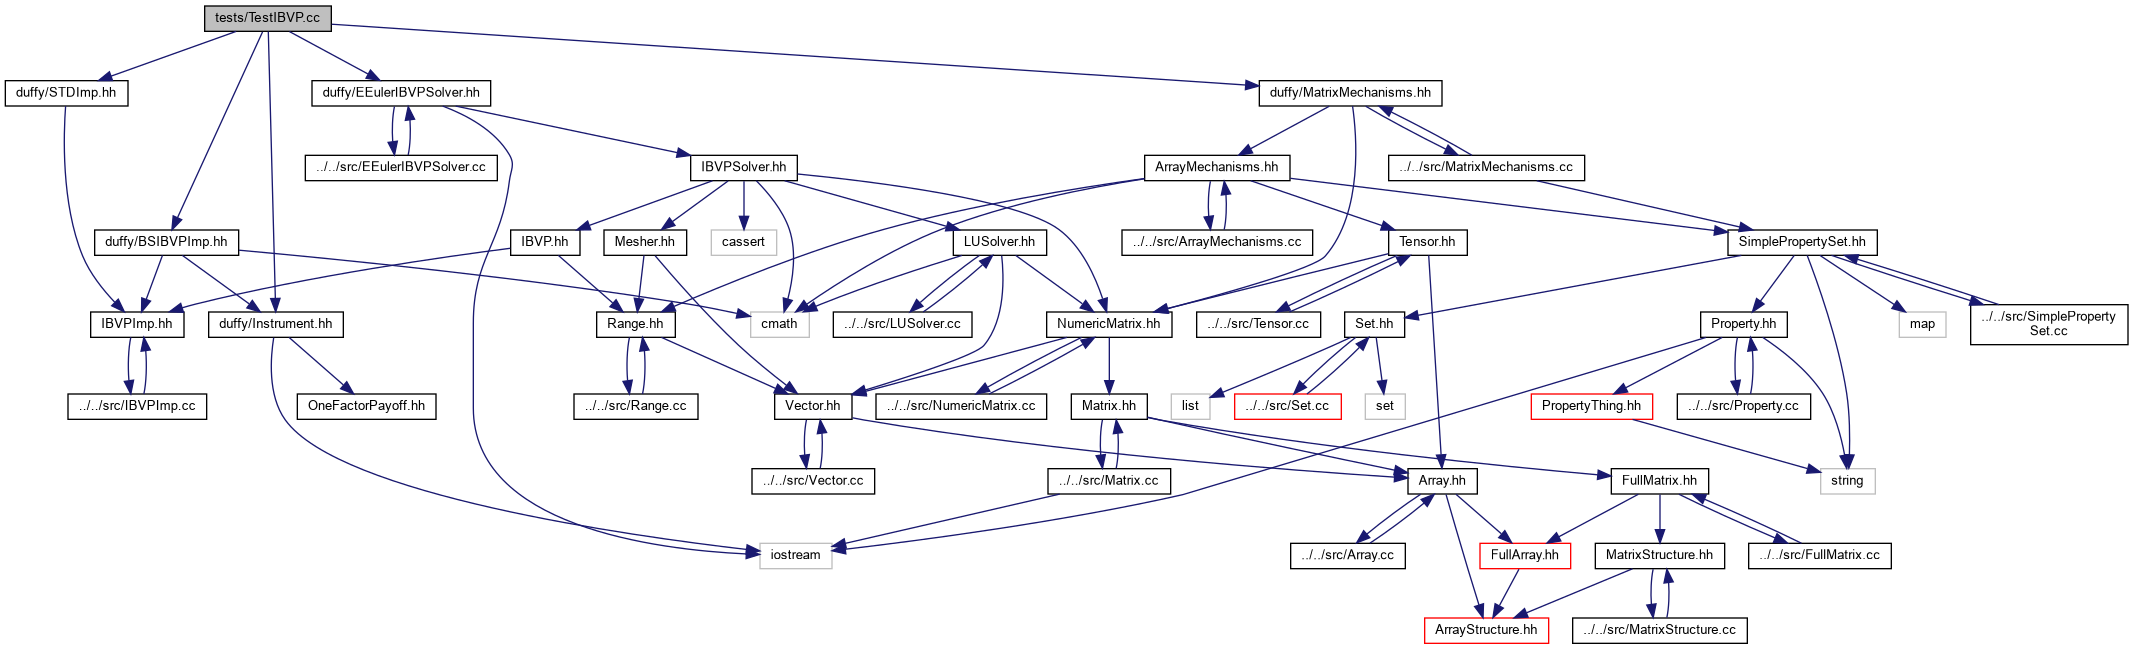 tests/TestIBVP.cc
duffy/STDImp.hh
duffy/EEulerIBVPSolver.hh
duffy/MatrixMechanisms.hh
../../src/EEulerIBVPSolver.cc
IBVPSolver.hh
ArrayMechanisms.hh
../../src/MatrixMechanisms.cc
duffy/BSIBVPImp.hh
IBVP.hh
Mesher.hh
cassert
LUSolver.hh
../../src/ArrayMechanisms.cc
Tensor.hh
SimplePropertySet.hh
IBVPImp.hh
duffy/Instrument.hh
Range.hh
cmath
../../src/LUSolver.cc
NumericMatrix.hh
../../src/Tensor.cc
Set.hh
Property.hh
map
../../src/SimpleProperty
Set.cc
../../src/IBVPImp.cc
OneFactorPayoff.hh
../../src/Range.cc
Vector.hh
../../src/NumericMatrix.cc
Matrix.hh
list
../../src/Set.cc
set
PropertyThing.hh
../../src/Property.cc
../../src/Vector.cc
../../src/Matrix.cc
Array.hh
FullMatrix.hh
string
iostream
../../src/Array.cc
FullArray.hh
MatrixStructure.hh
../../src/FullMatrix.cc
ArrayStructure.hh
../../src/MatrixStructure.cc